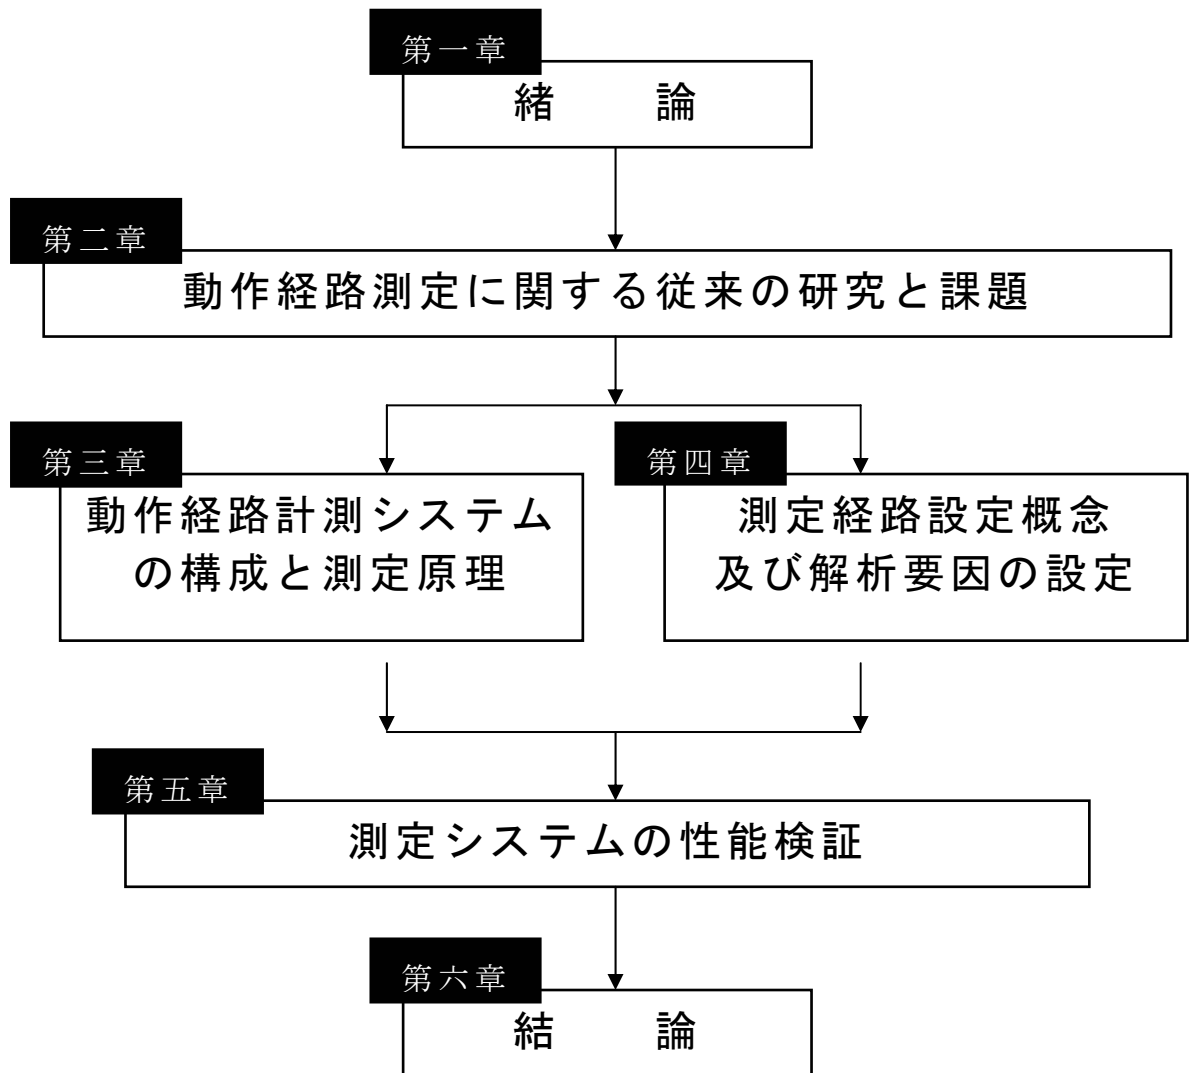 第一章
緒　論
第二章
動作経路測定に関する従来の研究と課題
第三章
動作経路計測システム
の構成と測定原理
第四章
測定経路設定概念
及び解析要因の設定
第五章
測定システムの性能検証
第六章
結　論